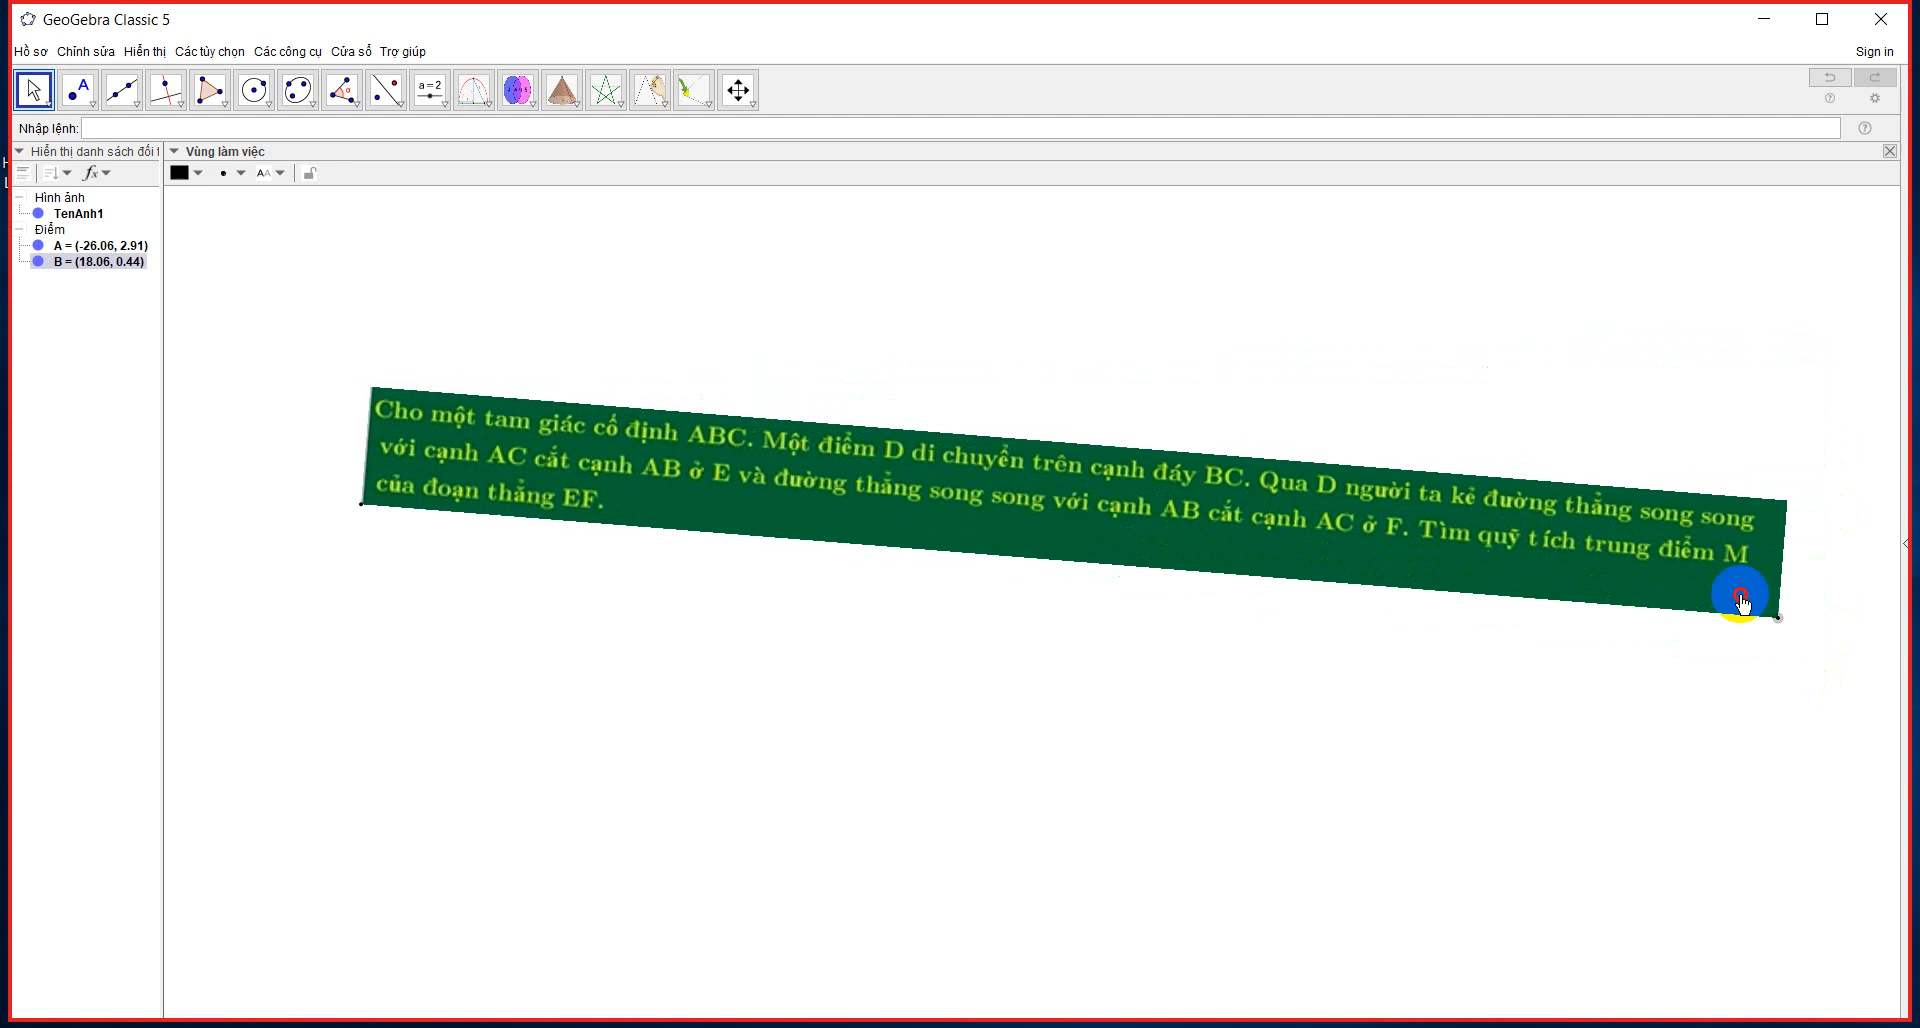 GeoGebra Classic 5
Hồ sơ Chỉnh sửa Hiển thị Các tùy chọn Các công cụ Cửa sổ Trợ giúp
Sign in
A
α
a=2
Nhập lệnh:
Hiển thị danh sách đối t
Vùng làm việc
fx
AA
Hình ảnh
TenAnh1
Điểm
A = (-26.06, 2.91)
B = (18.06, 0.44)
Cho một tam giác cố định ABC. Một điểm D di chuyển trên cạnh đáy BC. Qua D người ta kẻ đường thẳng song song
với cạnh AC cắt cạnh AB ở E và đường thẳng song song với cạnh AB cắt cạnh AC ở F. Tìm quỹ tích trung điểm M
của đoạn thẳng EF.